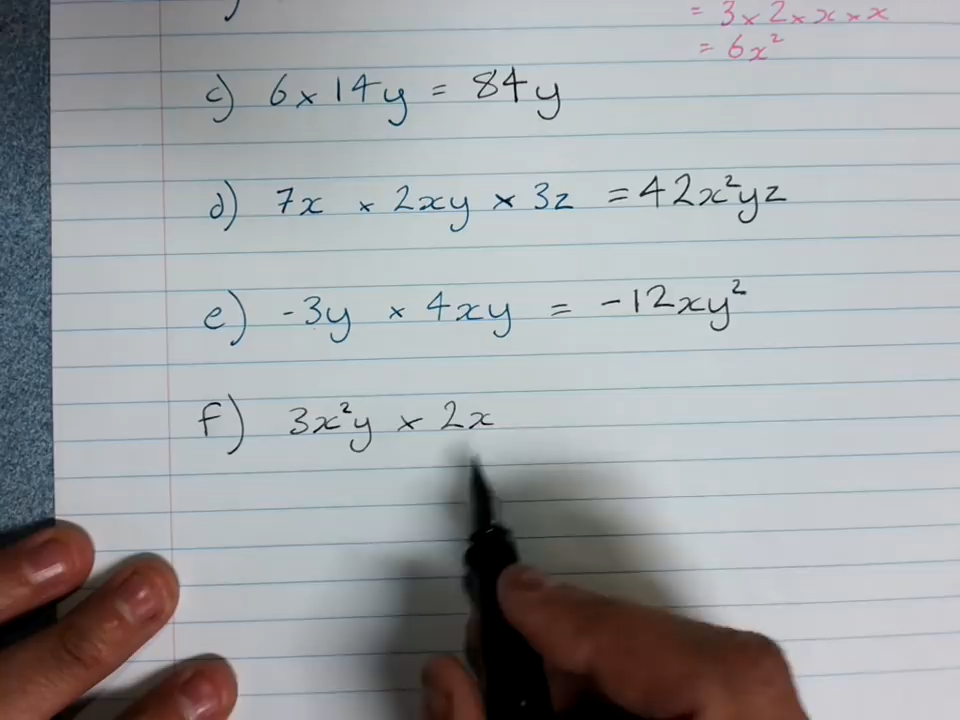 = 3 × 2 × x × x
= 6x²
c) 6 × 14y = 84y
d) 7x × 2xy × 3z = 42x²yz
e) -3y × 4xy = -12xy²
f) 3x²y × 2x